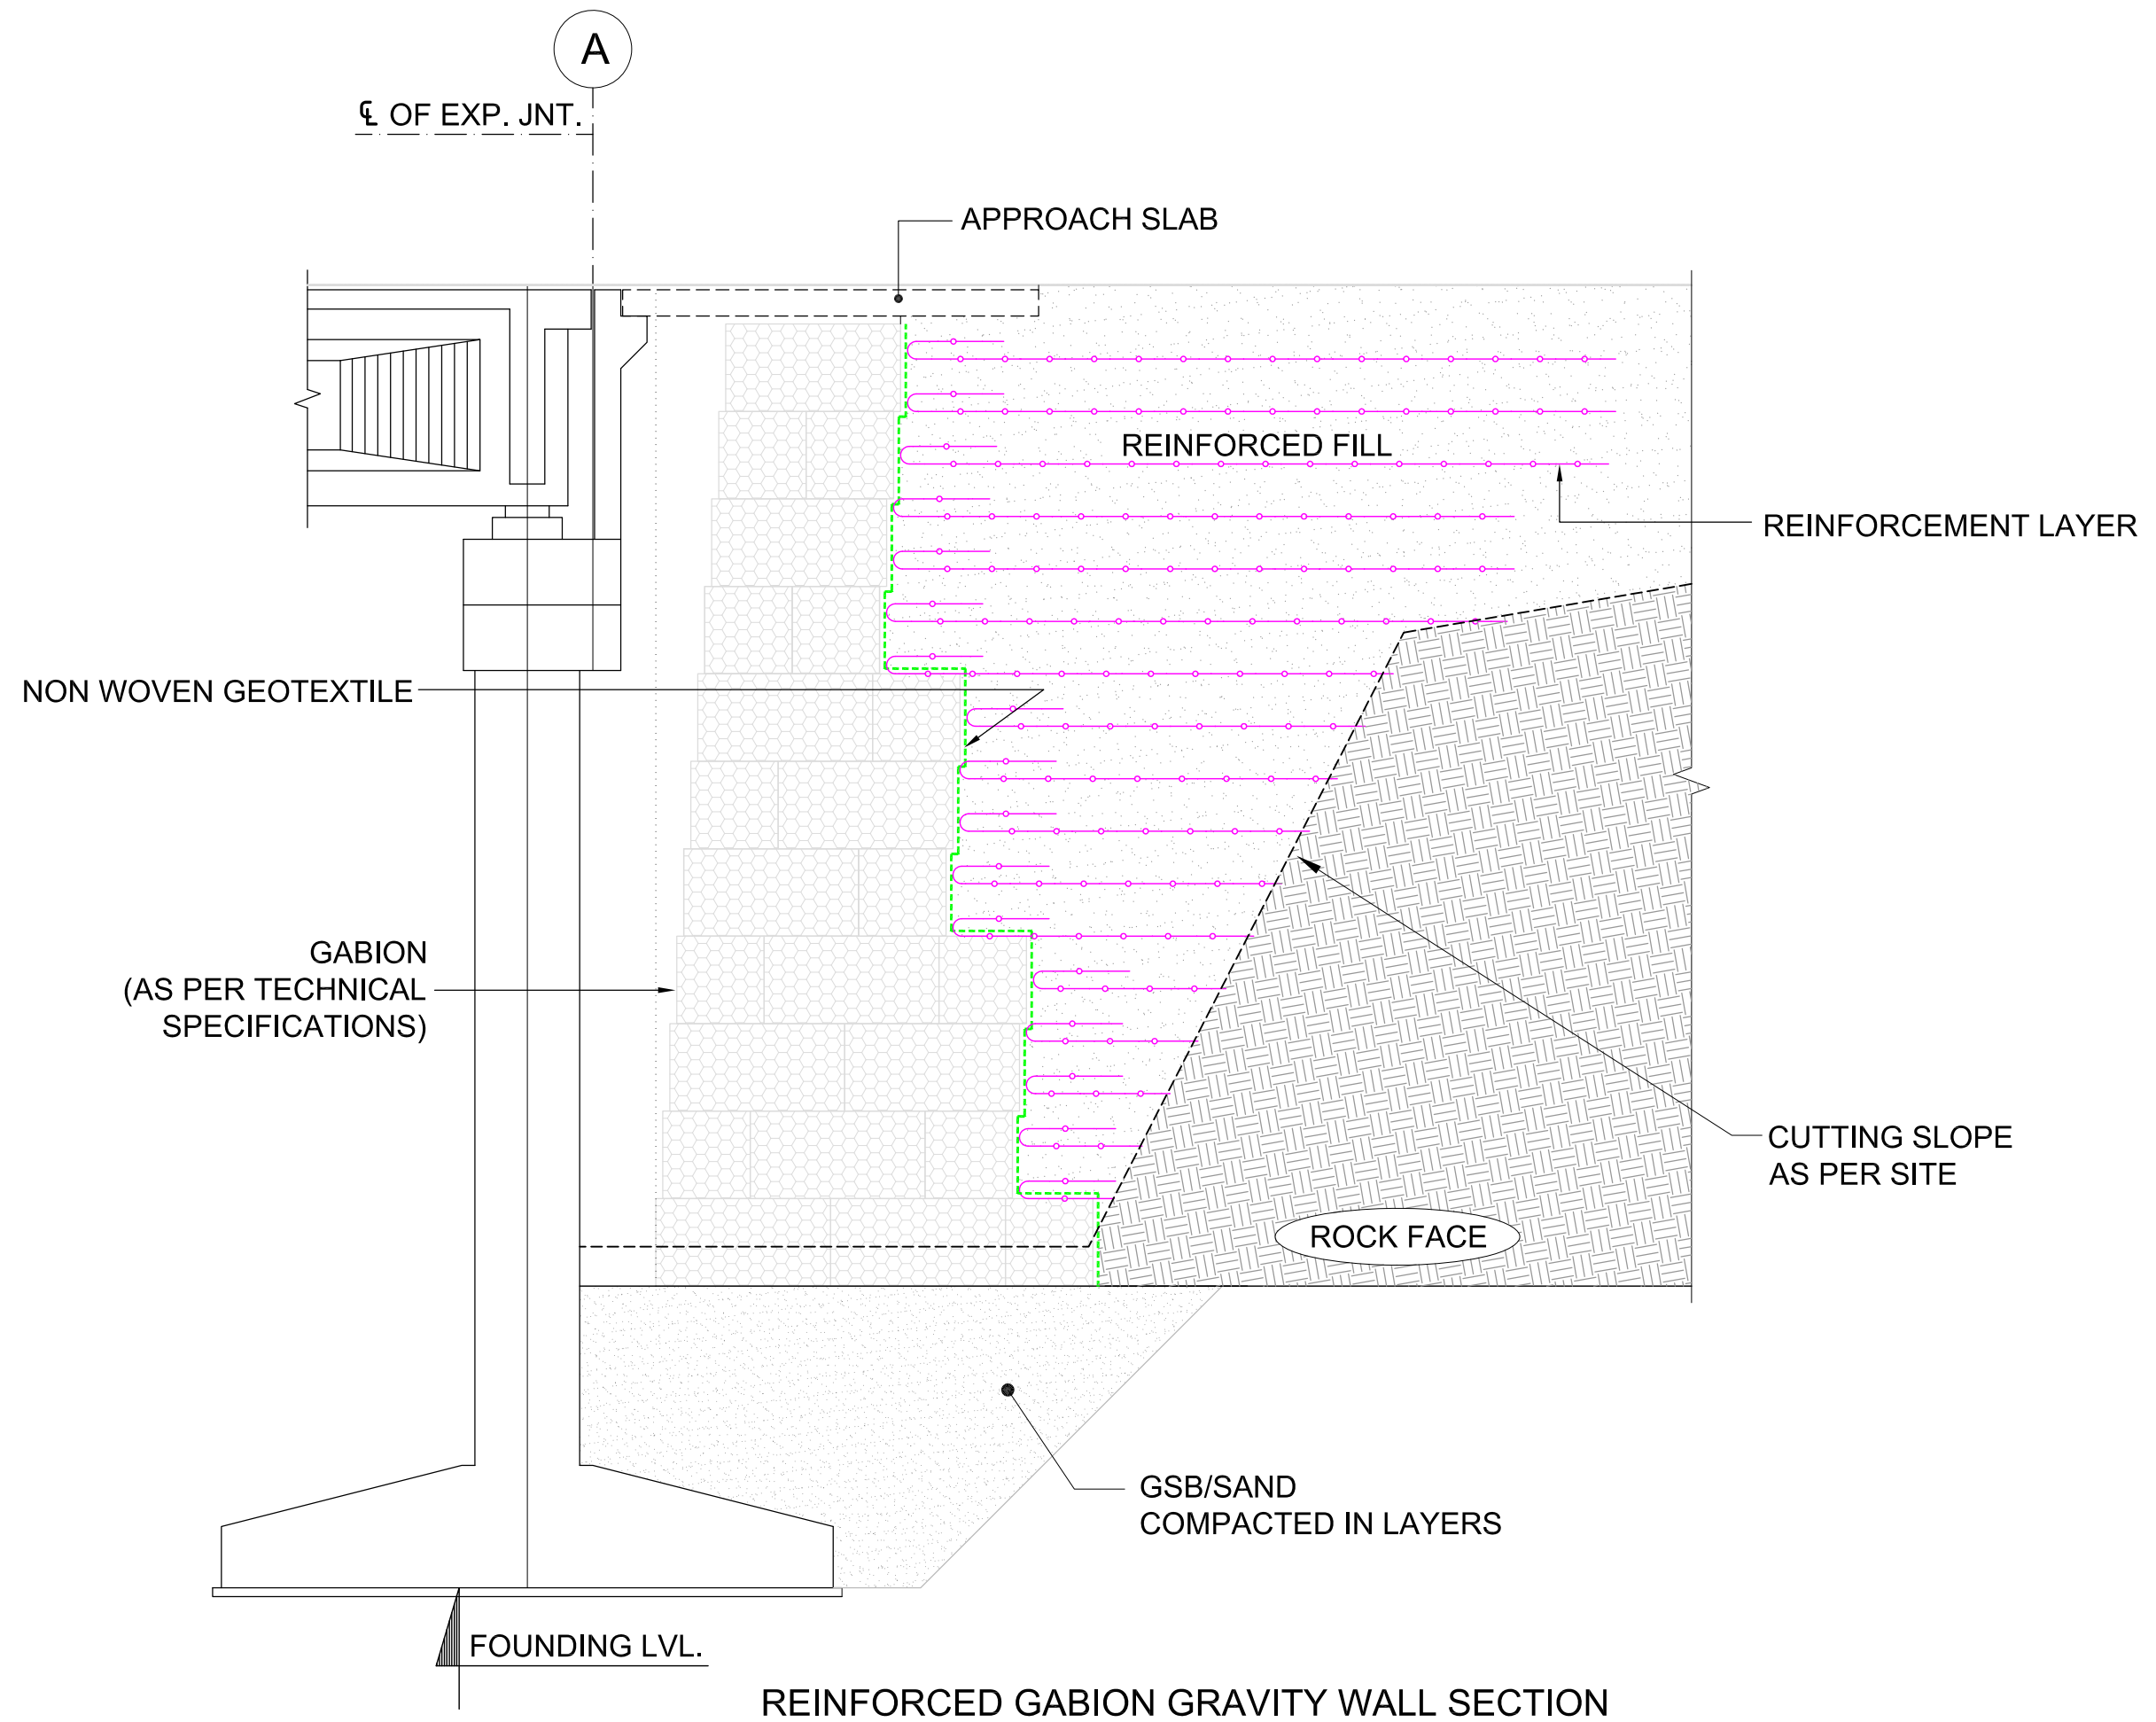 A
℄ OF EXP. JNT.
APPROACH SLAB
REINFORCED FILL
REINFORCEMENT LAYER
NON WOVEN GEOTEXTILE
GABION
(AS PER TECHNICAL
SPECIFICATIONS)
CUTTING SLOPE
AS PER SITE
ROCK FACE
GSB/SAND
COMPACTED IN LAYERS
FOUNDING LVL.
REINFORCED GABION GRAVITY WALL SECTION